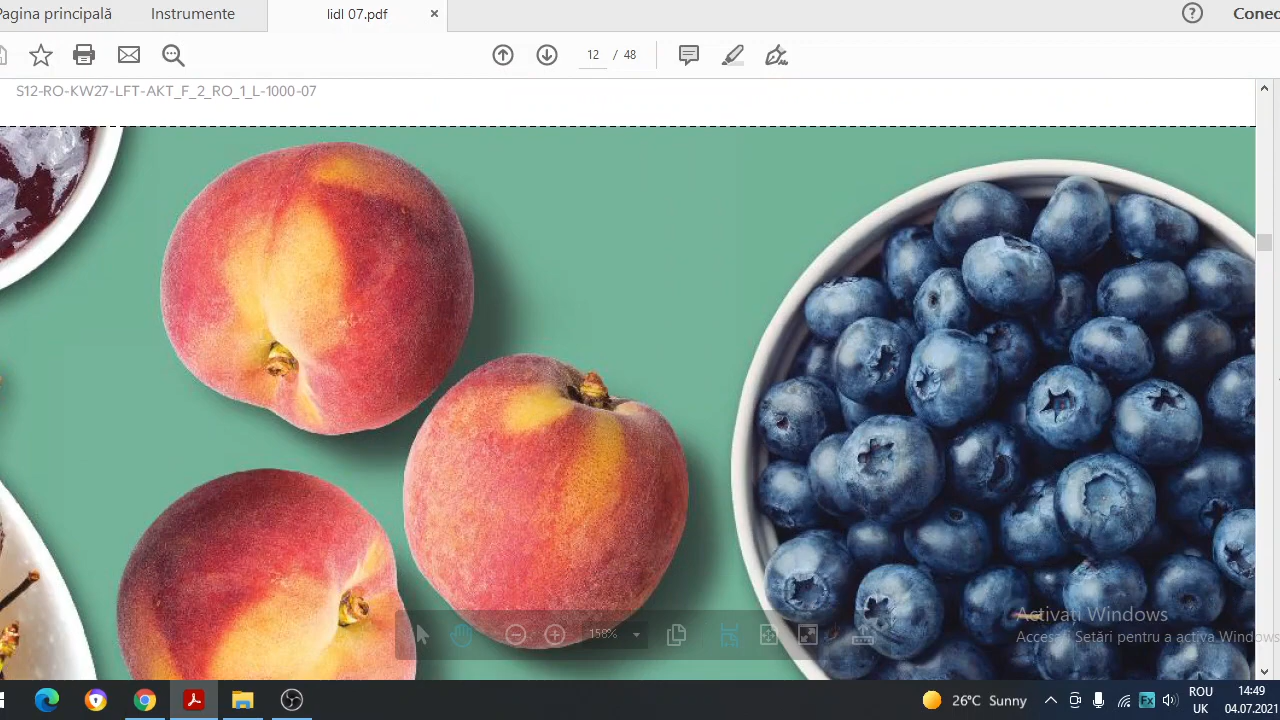 Pagina principală Instrumente lidl 07.pdf Conec
12 / 48
S12-RO-KW27-LFT-AKT_F_2_RO_1_L-1000-07
158%
Activați Windows
Accesați Setări pentru a activa Windows
26°C Sunny
ROU
UK
14:49
04.07.2021